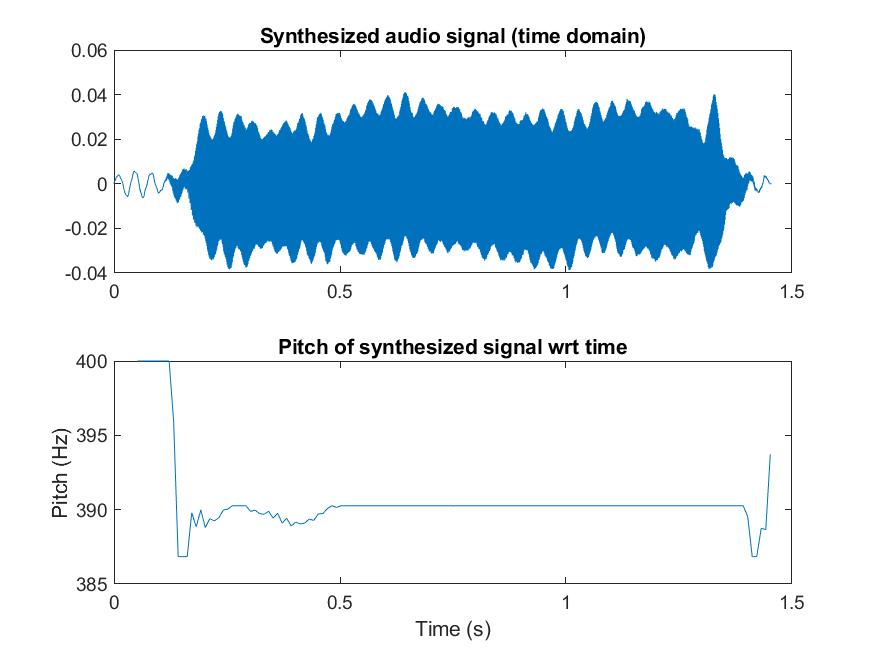 Synthesized audio signal (time domain)
0.06
0.04
0.02
0
-0.02
-0.04
0 0.5 1 1.5
Pitch of synthesized signal wrt time
400
395
390
385
Pitch (Hz)
0 0.5 1 1.5
Time (s)